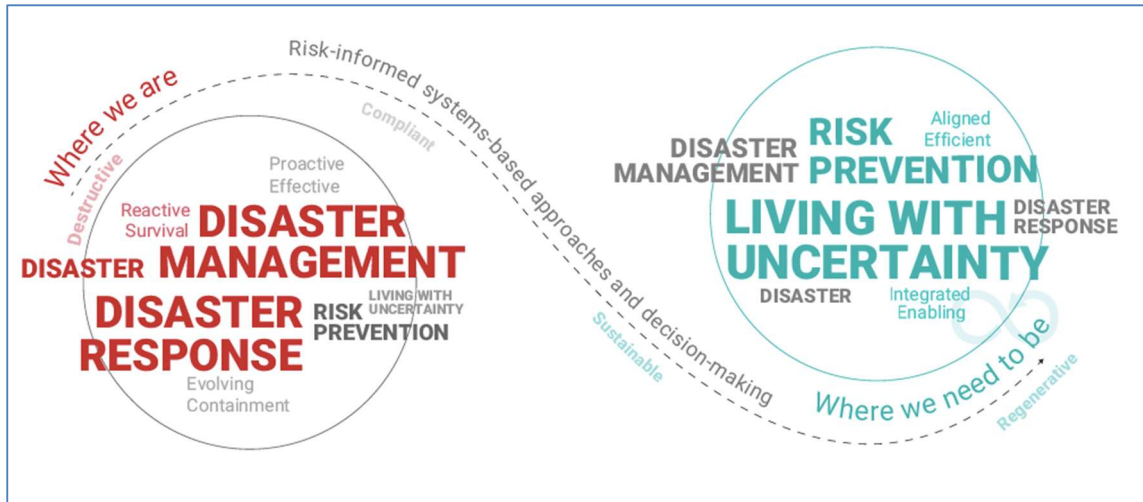 Where we are
Risk-informed systems-based approaches and decision-making
Destructive
Compliant
Proactive
Effective
Reactive
Survival
DISASTER
MANAGEMENT
DISASTER
DISASTER
RESPONSE
RISK
PREVENTION
LIVING WITH
UNCERTAINTY
Evolving
Containment
Sustainable
DISASTER
MANAGEMENT
RISK
PREVENTION
Aligned
Efficient
LIVING WITH
UNCERTAINTY
DISASTER
RESPONSE
DISASTER
Integrated
Enabling
Where we need to be
Regenerative